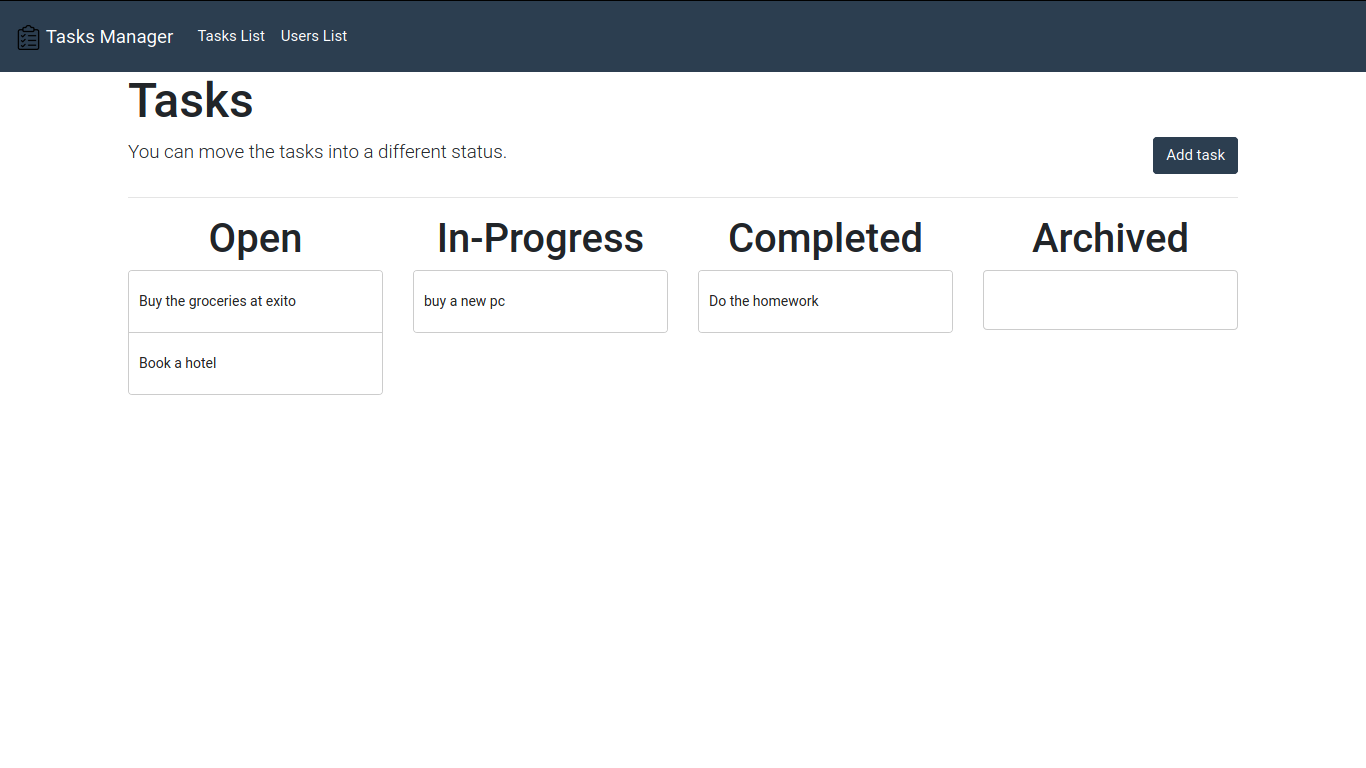 Tasks Manager Tasks List Users List
Tasks
You can move the tasks into a different status.
Add task
Open In-Progress Completed Archived
Buy the groceries at exito
Book a hotel
buy a new pc
Do the homework